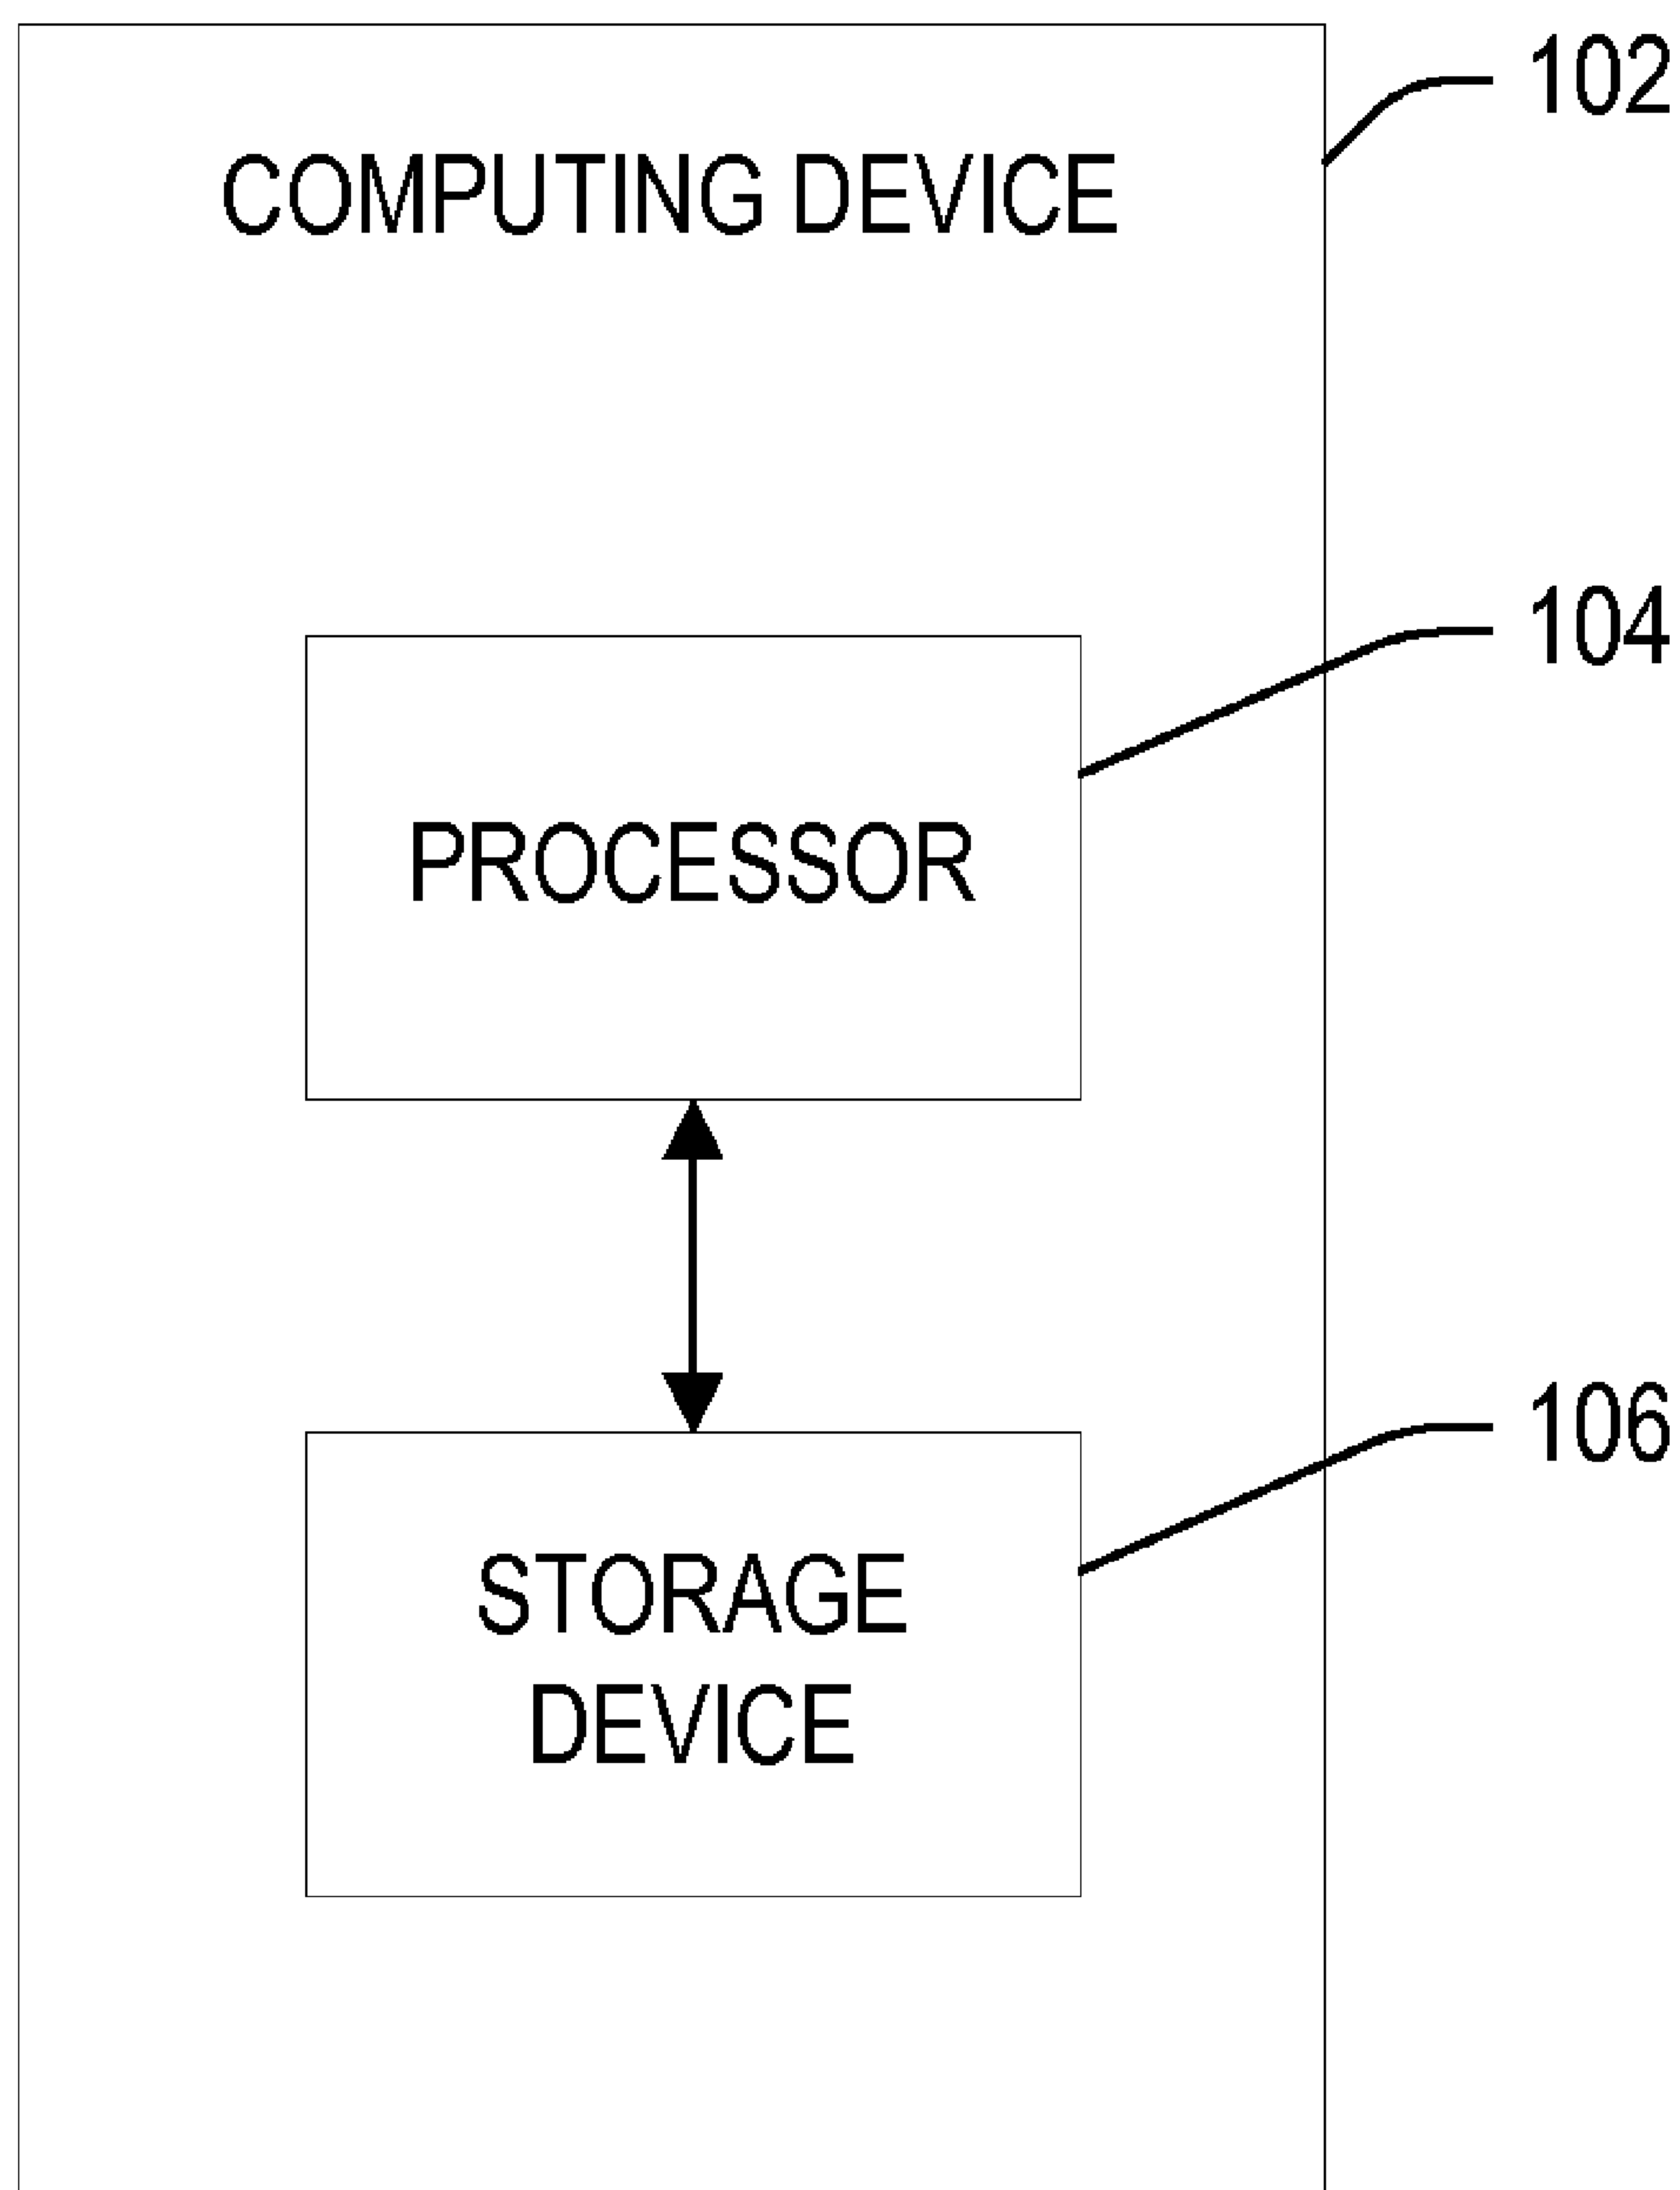 102
COMPUTING DEVICE
104
PROCESSOR
106
STORAGE
DEVICE